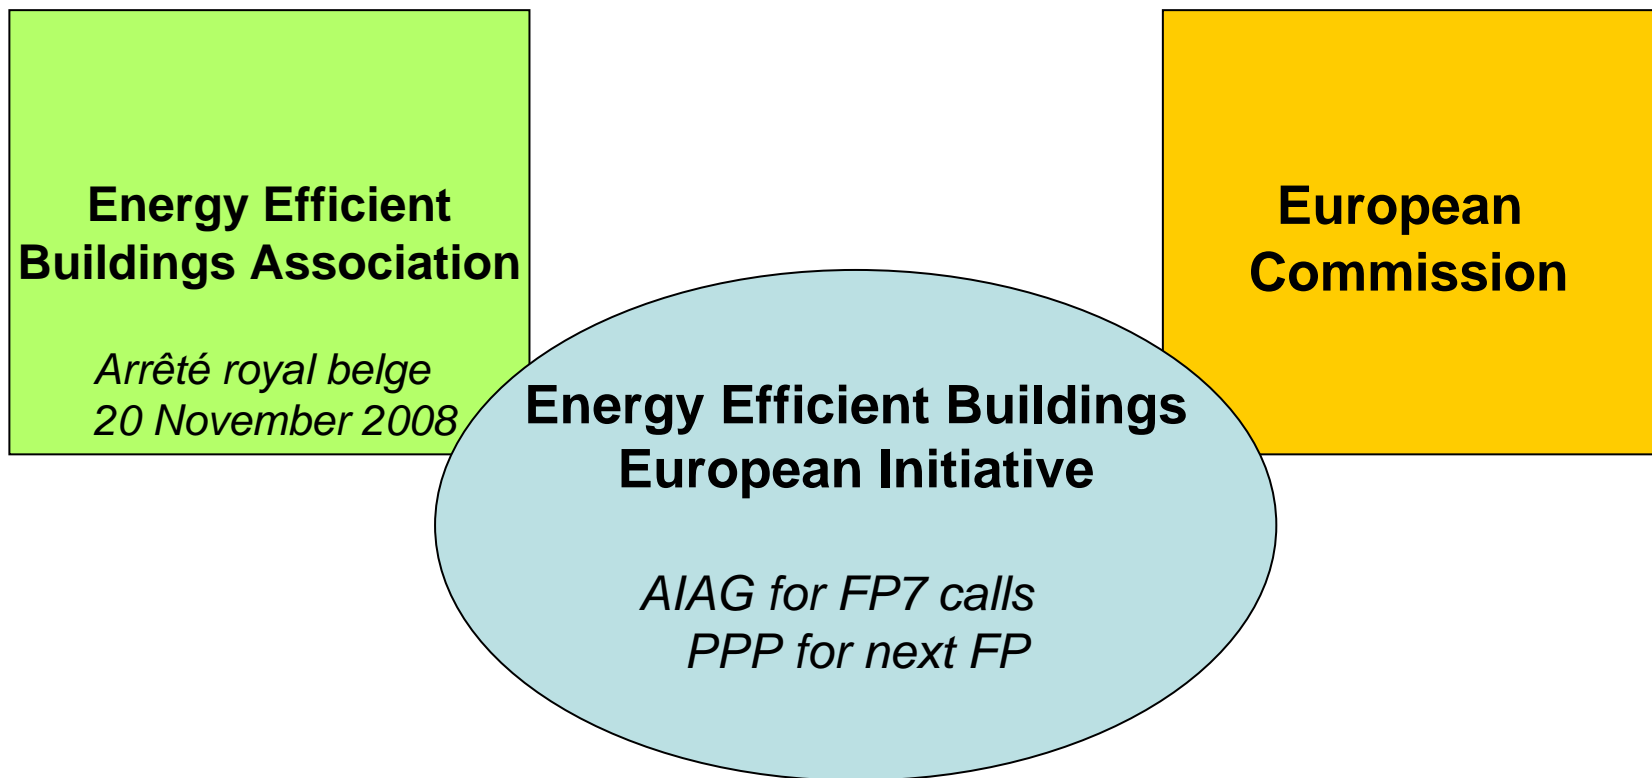 Energy Efficient
Buildings Association
Arrêté royal belge
20 November 2008
European
Commission
Energy Efficient Buildings
European Initiative
AIAG for FP7 calls
PPP for next FP